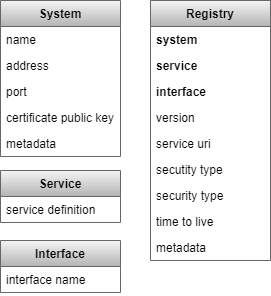 System
name
address
port
certificate public key
metadata
Service
service definition
Interface
interface name
Registry
system
service
interface
version
service uri
secutity type
security type
time to live
metadata